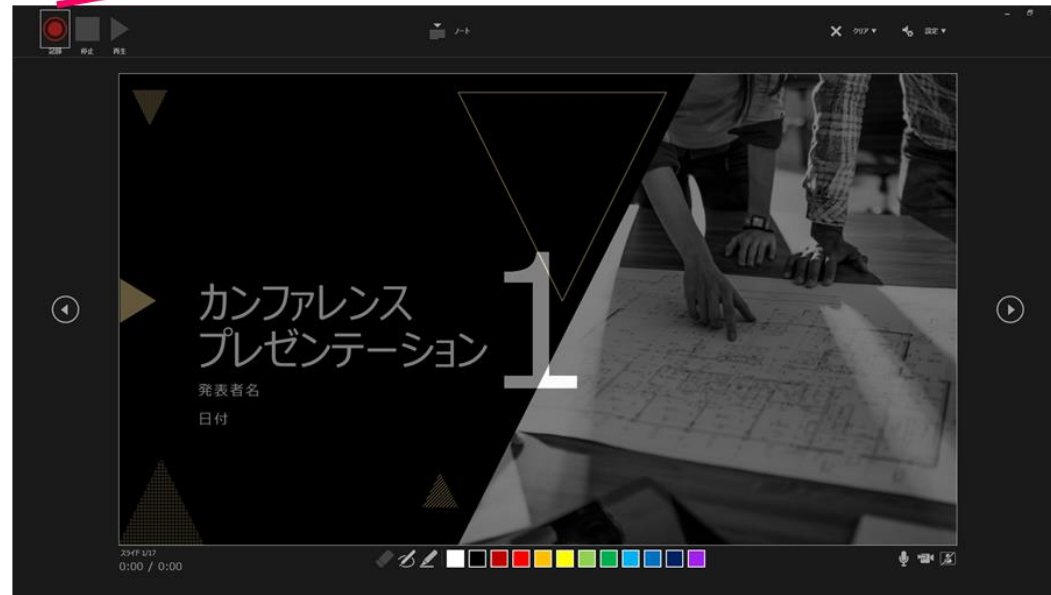 記録 停止 再生
ノート
クリア
設定
カンファレンス
プレゼンテーション
発表者名
日付
1
スライド 1/17
0:00 / 0:00